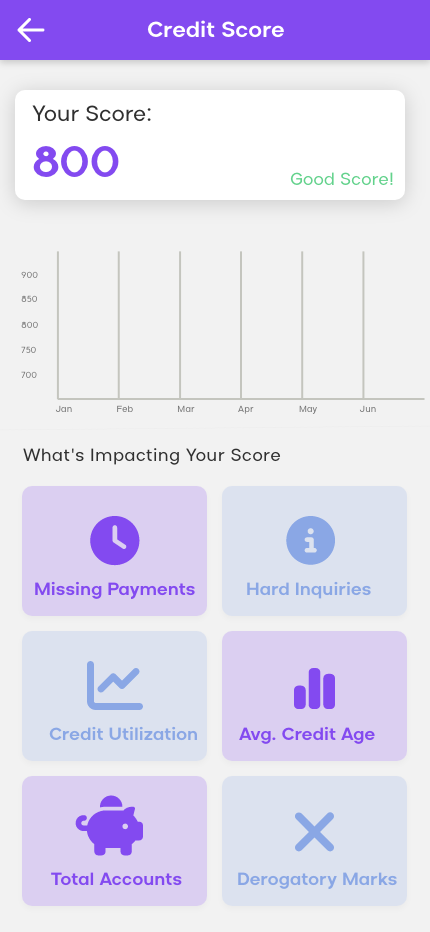 Credit Score
Your Score:
800
Good Score!
900
850
800
750
700
Jan Feb Mar Apr May Jun
What's Impacting Your Score
Missing Payments
Hard Inquiries
Credit Utilization
Avg. Credit Age
Total Accounts
Derogatory Marks